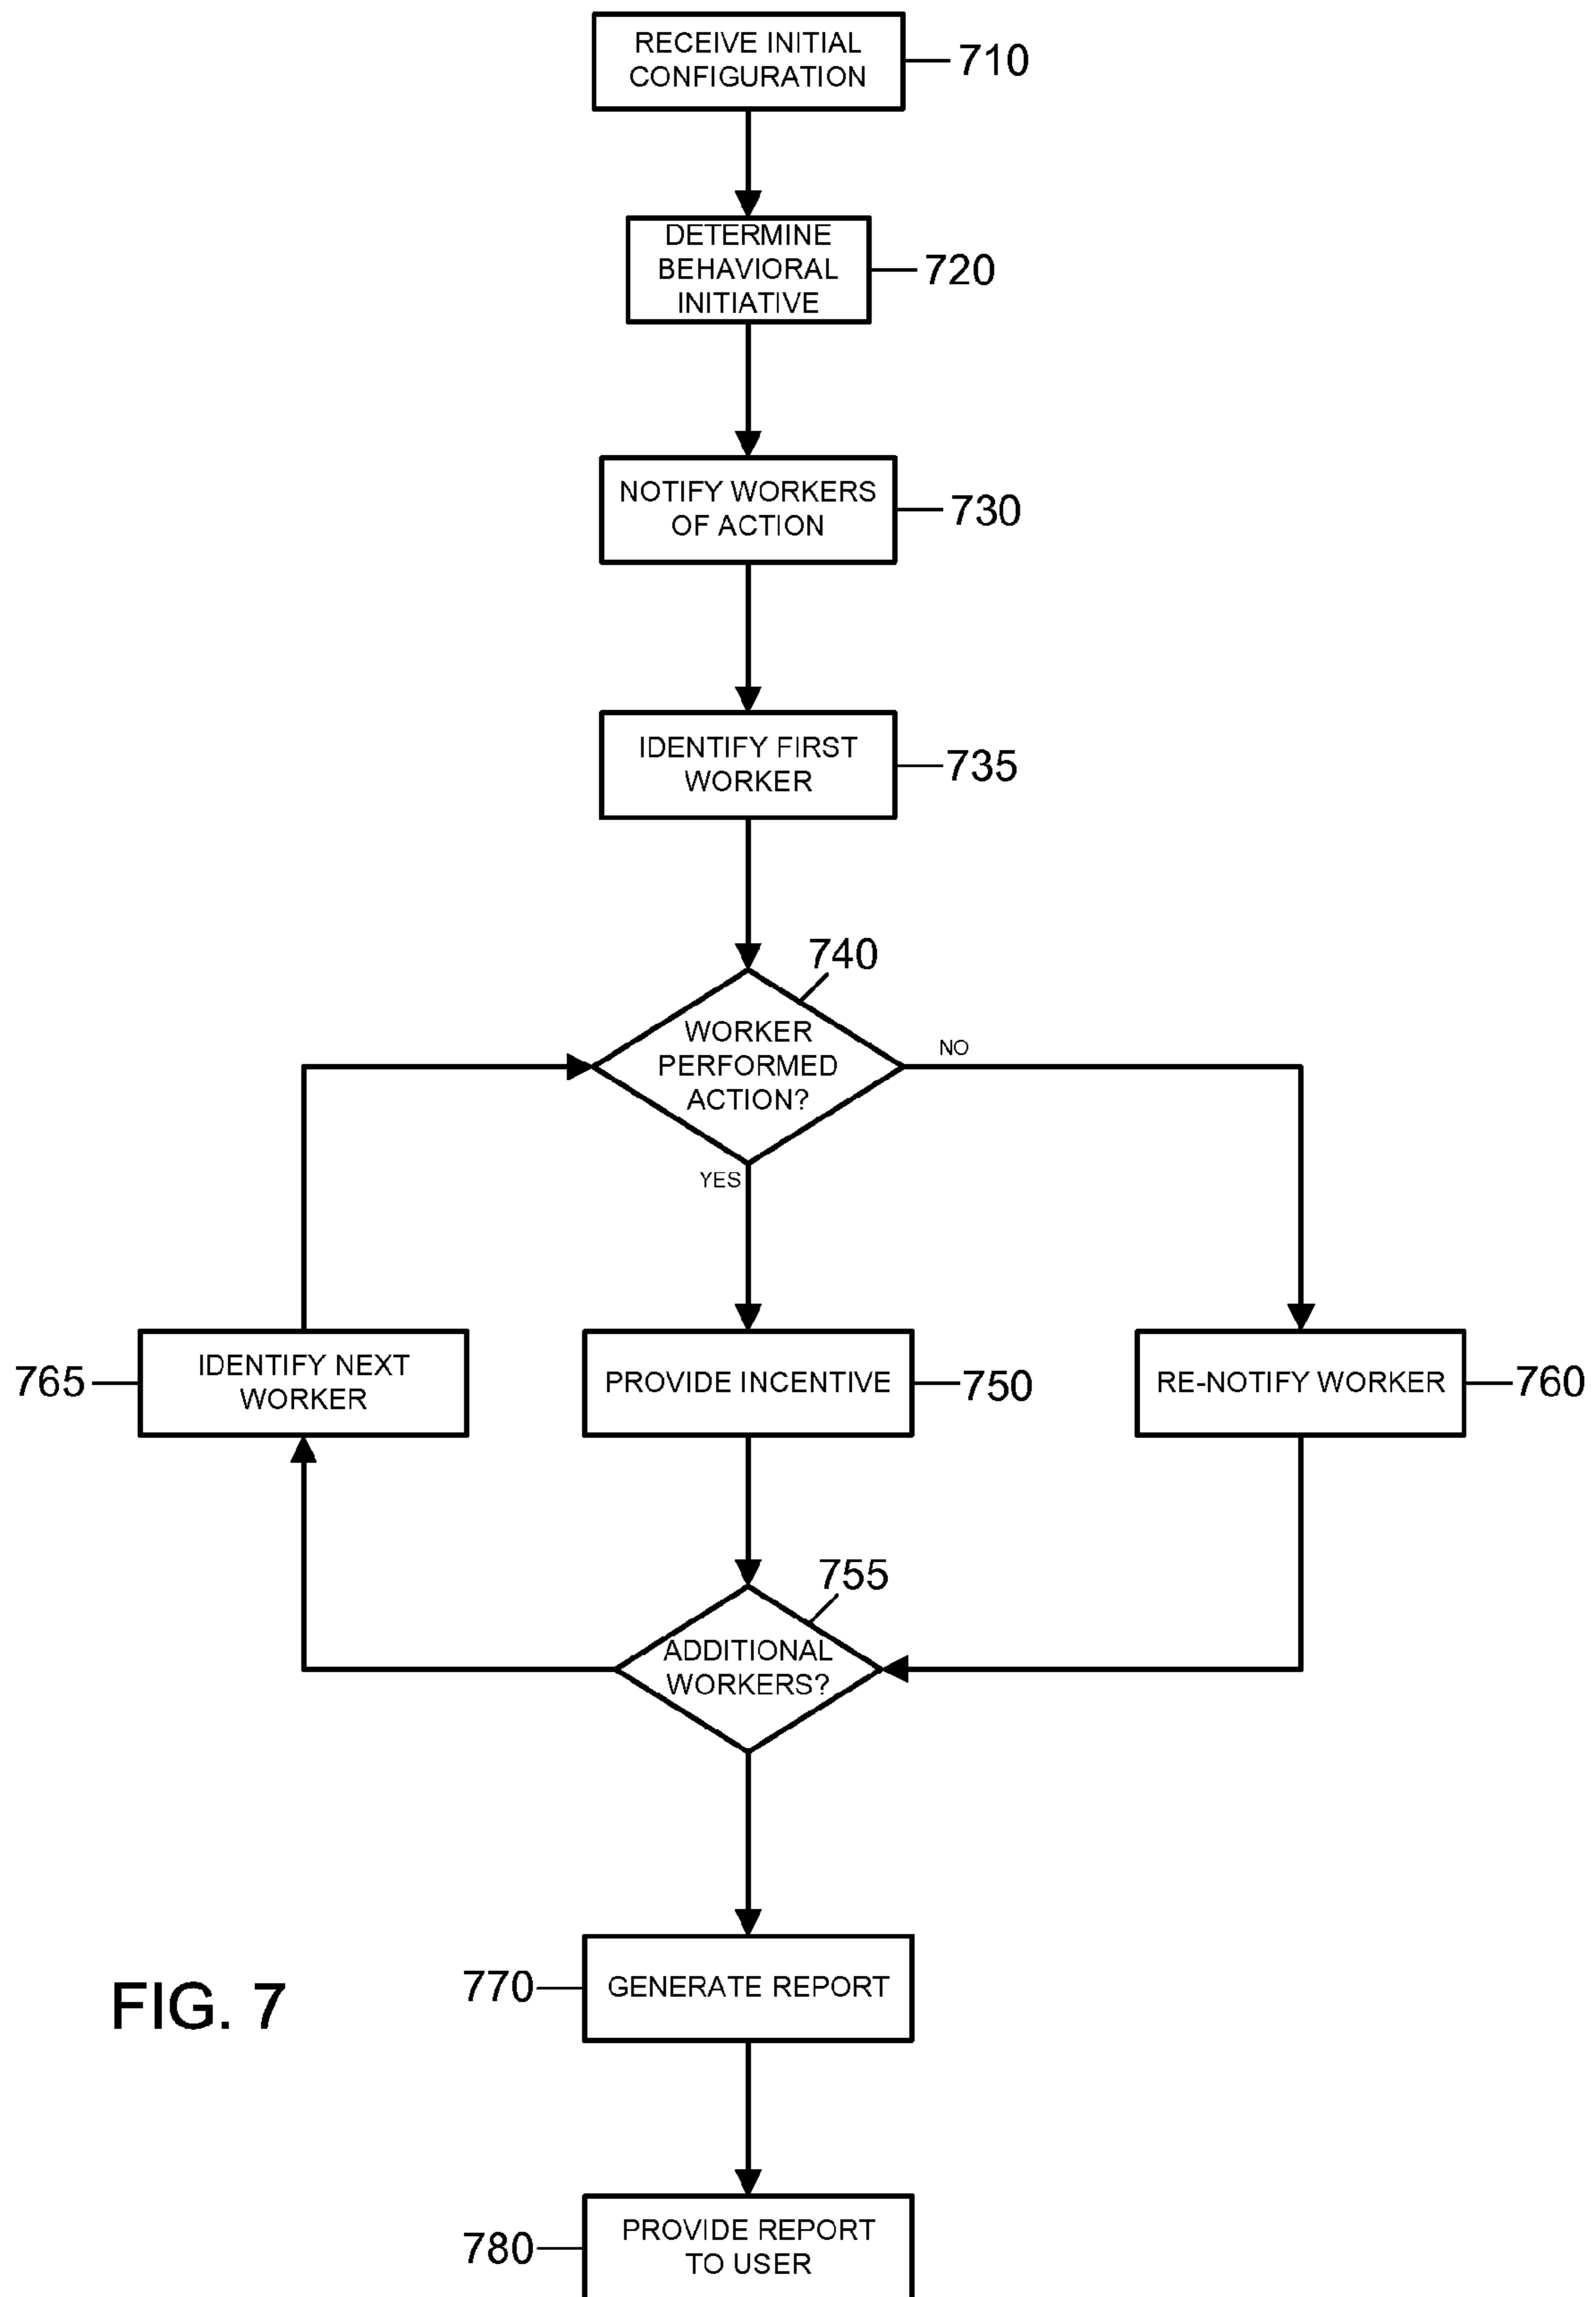 RECEIVE INITIAL
CONFIGURATION
710
DETERMINE
BEHAVIORAL
INITIATIVE
720
NOTIFY WORKERS
OF ACTION
730
IDENTIFY FIRST
WORKER
735
740
WORKER
PERFORMED
ACTION?
NO
YES
765
IDENTIFY NEXT
WORKER
PROVIDE INCENTIVE
750
RE-NOTIFY WORKER
760
755
ADDITIONAL
WORKERS?
770
GENERATE REPORT
FIG. 7
780
PROVIDE REPORT
TO USER